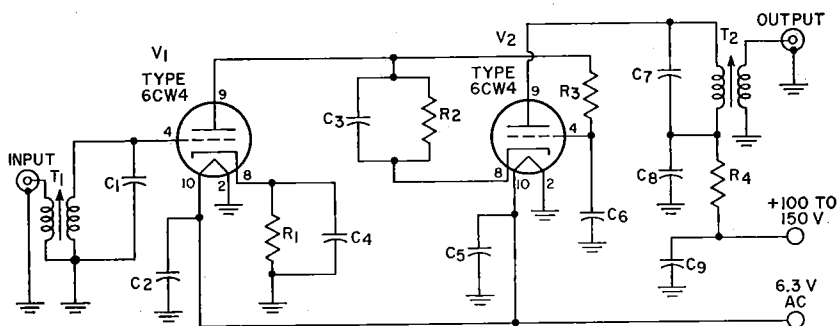 OUTPUT
V1
TYPE
6CW4
9
4
10
2
8
INPUT
T1
C1
C2
R1
C4
C3
R2
V2
TYPE
6CW4
9
4
8
10
2
R3
C5
C6
C7
T2
C8
R4
C9
+100 TO
150 V.
6.3 V
AC